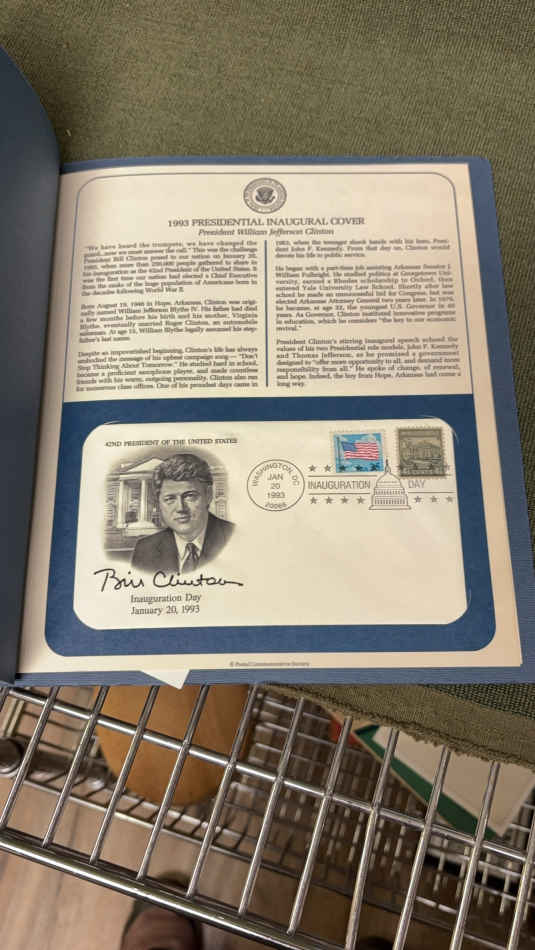 1993 PRESIDENTIAL INAUGURAL COVER
President William Jefferson Clinton
"We have heard the trumpets, we have changed the
guard...now we must answer the call." This was the challenge
President Bill Clinton posed to our nation on January 20,
1993, when more than 250,000 people gathered to share in
his inauguration as the 42nd President of the United States. It
was the first time our nation had elected a Chief Executive
from the ranks of the huge population of Americans born in
the decades following World War II.
Born August 19, 1946 in Hope, Arkansas, Clinton was origi-
nally named William Jefferson Blythe IV. His father had died
a few months before his birth and his mother, Virginia
Blythe, eventually married Roger Clinton, an automobile
salesman. At age 15, William Blythe legally assumed his step-
father's last name.
Despite an impoverished beginning, Clinton's life has always
embodied the message of his upbeat campaign song — "Don't
Stop Thinking About Tomorrow." He studied hard in school,
became a proficient saxophone player, and made countless
friends with his warm, outgoing personality. Clinton also ran
for numerous class offices. One of his proudest days came in
1963, when the teenager shook hands with his hero, Presi-
dent John F. Kennedy. From that day on, Clinton would
devote his life to public service.
He began with a part-time job assisting Arkansas Senator J.
William Fulbright. He studied politics at Georgetown Uni-
versity, earned a Rhodes scholarship to Oxford, then
entered Yale University Law School. Shortly after law
school he made an unsuccessful bid for Congress, but was
elected Arkansas Attorney General two years later. In 1978,
he became, at age 32, the youngest U.S. Governor in 40
years. As Governor, Clinton instituted innovative programs
in education, which he considers "the key to our economic
revival."
President Clinton's stirring inaugural speech echoed the
values of his two Presidential role models, John F. Kennedy
and Thomas Jefferson, as he promised a government
designed to "offer more opportunity to all, and demand more
responsibility from all." He spoke of change, of renewal,
and hope. Indeed, the boy from Hope, Arkansas had come a
long way.
42ND PRESIDENT OF THE UNITED STATES
WASHINGTON, DC
JAN
20
1993
20066
INAUGURATION DAY
Bill Clinton
Inauguration Day
January 20, 1993
© Postal Commemorative Society